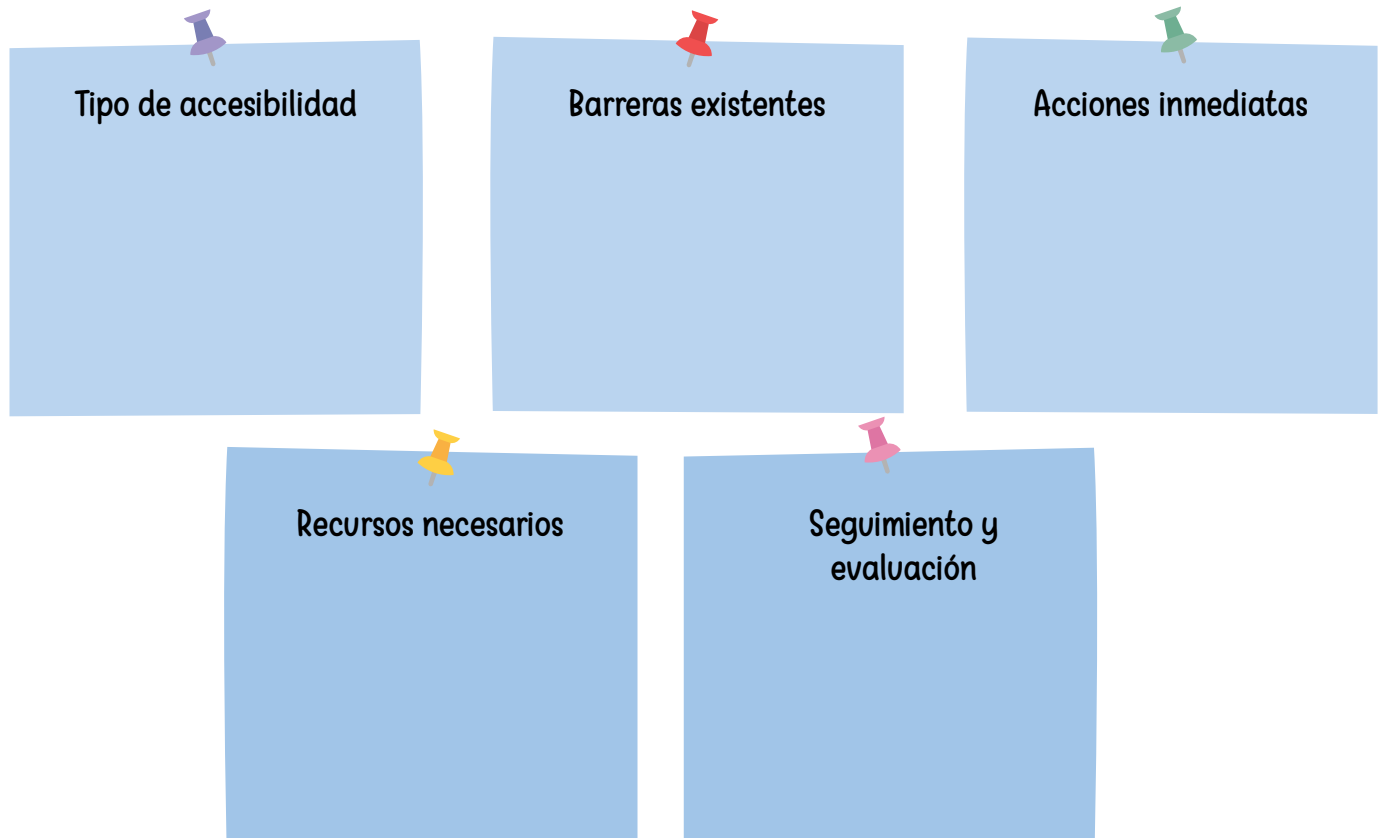 Tipo de accesibilidad
Barreras existentes
Acciones inmediatas
Recursos necesarios
Seguimiento y
evaluación